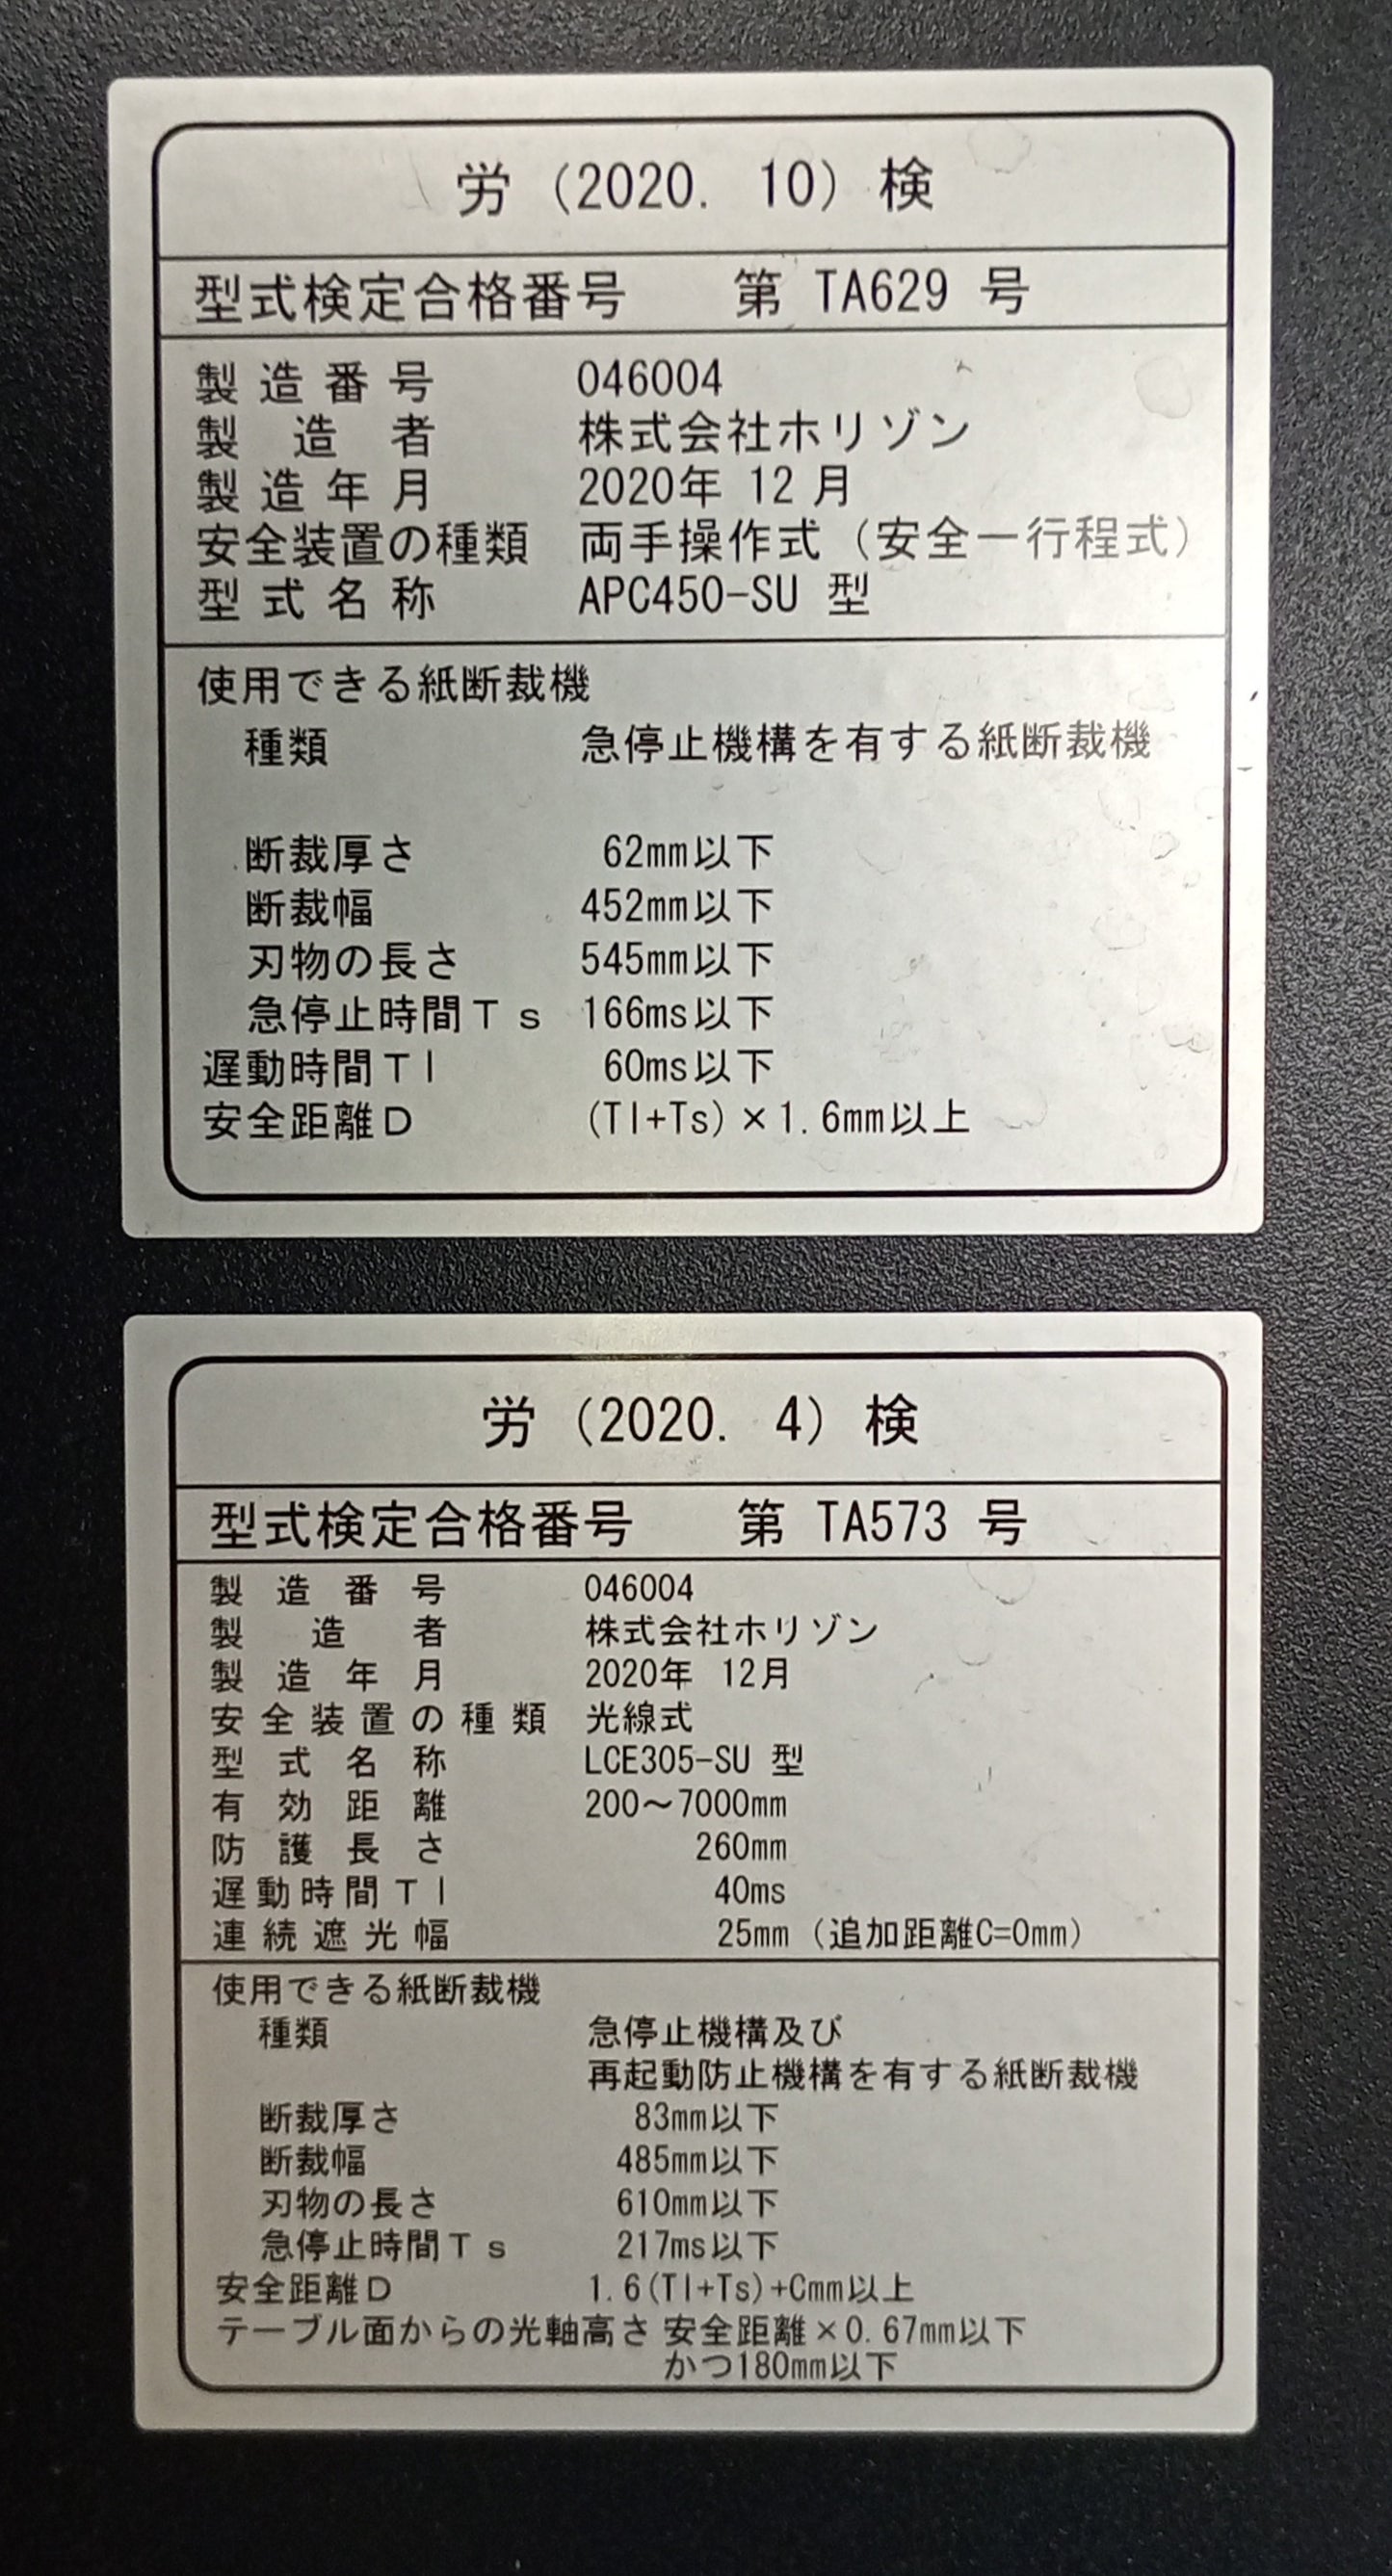 労（2020. 10）検
型式検定合格番号　第 TA629 号
製造番号　046004
製造者　株式会社ホリゾン
製造年月　2020年 12 月
安全装置の種類　両手操作式（安全一行程式）
型式名称　APC450-SU 型
使用できる紙断裁機
種類　急停止機構を有する紙断裁機
断裁厚さ　62mm以下
断裁幅　452mm以下
刃物の長さ　545mm以下
急停止時間Ｔｓ　166ms以下
遅動時間Ｔl　60ms以下
安全距離Ｄ　(Tl+Ts)×1.6mm以上
労（2020. 4）検
型式検定合格番号　第 TA573 号
製造番号　046004
製造者　株式会社ホリゾン
製造年月　2020年 12月
安全装置の種類　光線式
型式名称　LCE305-SU 型
有効距離　200～7000mm
防護長さ　260mm
遅動時間Ｔl　40ms
連続遮光幅　25mm（追加距離C=0mm）
使用できる紙断裁機
種類　急停止機構及び
再起動防止機構を有する紙断裁機
断裁厚さ　83mm以下
断裁幅　485mm以下
刃物の長さ　610mm以下
急停止時間Ｔｓ　217ms以下
安全距離Ｄ　1.6(Tl+Ts)+Cmm以上
テーブル面からの光軸高さ 安全距離×0.67mm以下
かつ180mm以下